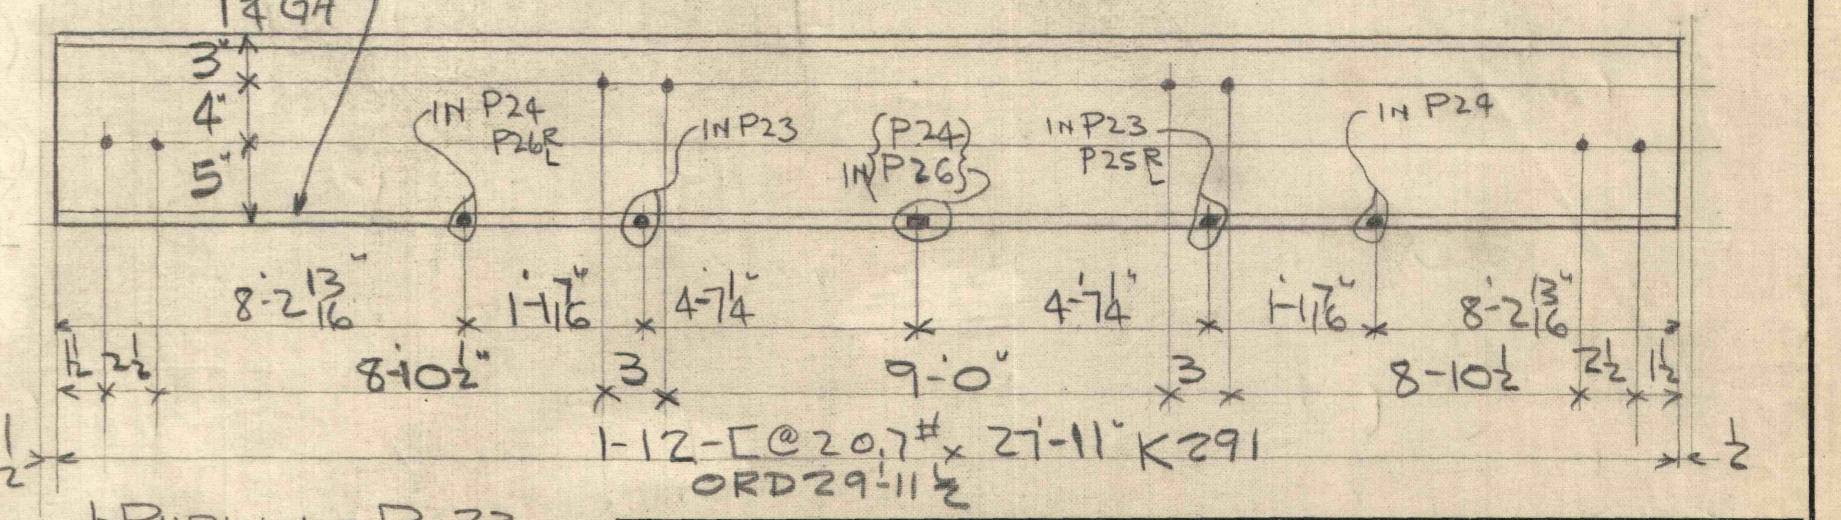 1 3/4 GA
3"
4"
5"
IN P24
P26 R/L
IN P23
{P24}
IN {P26}
IN P23
P25 R/L
IN P24
8'-2 13/16" 1'-1 7/16" 4'-7 1/4" 4'-7 1/4" 1'-1 7/16" 8'-2 13/16"
1 1/2 2 1/2 8'-10 1/2" 3 9'-0" 3 8-10 1/2 2 1/2 1 1/2
1-12-[@20.7# x 27'-11" K291
1/2 1/2
ORD 29'-11 1/2